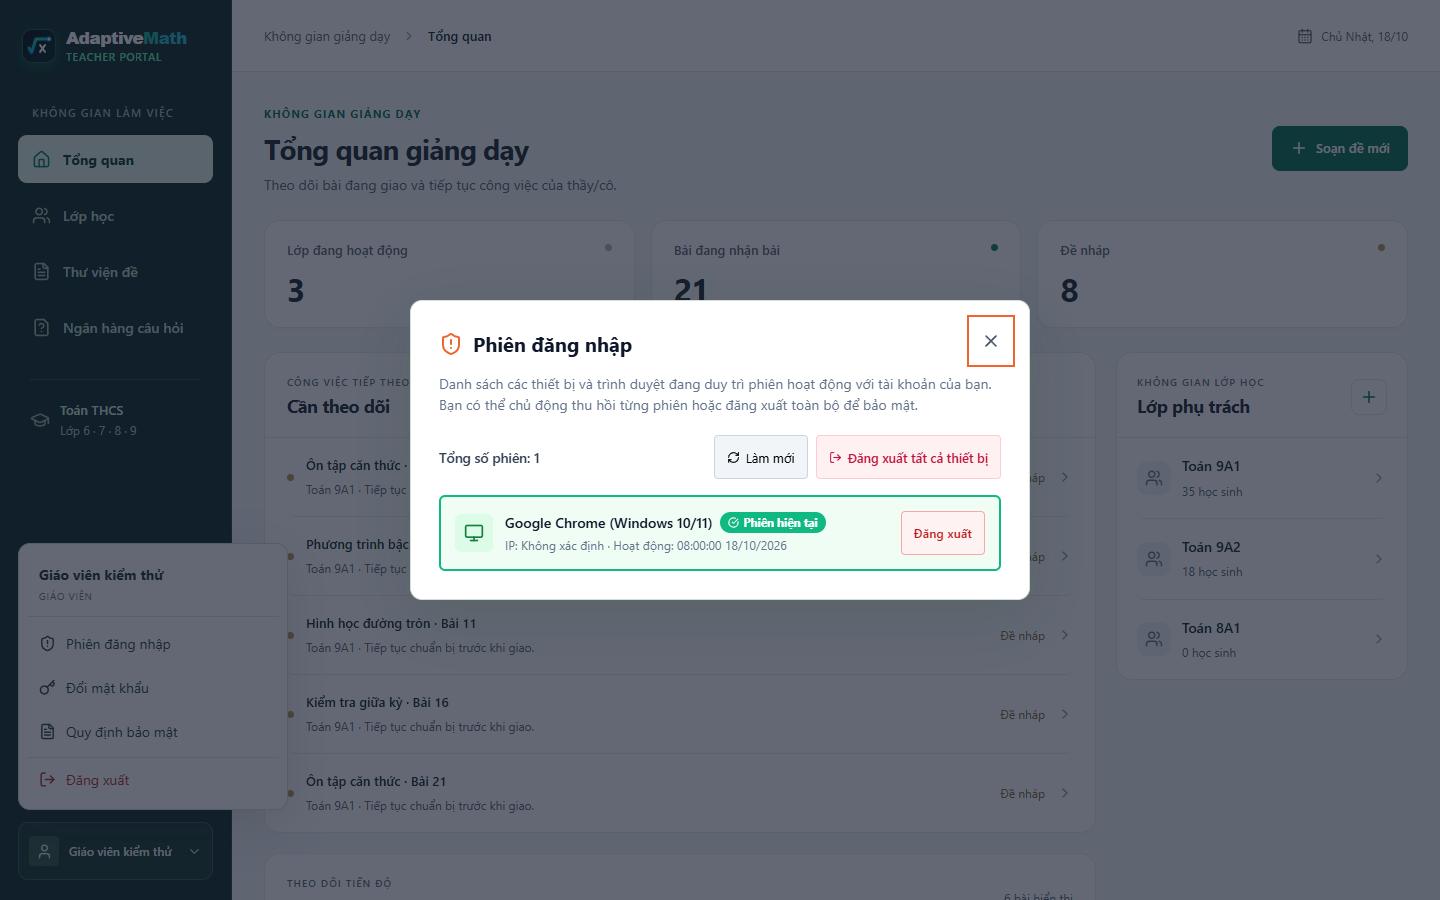 AdaptiveMath
TEACHER PORTAL
KHÔNG GIAN LÀM VIỆC
Tổng quan
Lớp học
Thư viện đề
Ngân hàng câu hỏi
Toán THCS
Lớp 6 · 7 · 8 · 9
Giáo viên kiểm thử
GIÁO VIÊN
Phiên đăng nhập
Đổi mật khẩu
Quy định bảo mật
Đăng xuất
Giáo viên kiểm thử
Không gian giảng dạy > Tổng quan
Chủ Nhật, 18/10
KHÔNG GIAN GIẢNG DẠY
Tổng quan giảng dạy
Theo dõi bài đang giao và tiếp tục công việc của thầy/cô.
+ Soạn đề mới
Lớp đang hoạt động
3
Bài đang nhận bài
21
Đề nháp
8
Phiên đăng nhập
Danh sách các thiết bị và trình duyệt đang duy trì phiên hoạt động với tài khoản của bạn.
Bạn có thể chủ động thu hồi từng phiên hoặc đăng xuất toàn bộ để bảo mật.
Tổng số phiên: 1
Làm mới
Đăng xuất tất cả thiết bị
Google Chrome (Windows 10/11) Phiên hiện tại
IP: Không xác định · Hoạt động: 08:00:00 18/10/2026
Đăng xuất
CÔNG VIỆC TIẾP THEO
Cần theo dõi
Ôn tập căn thức ·
Toán 9A1 · Tiếp tục
Phương trình bậc
Toán 9A1 · Tiếp tục
Hình học đường tròn · Bài 11
Toán 9A1 · Tiếp tục chuẩn bị trước khi giao.
Đề nháp
Kiểm tra giữa kỳ · Bài 16
Toán 9A1 · Tiếp tục chuẩn bị trước khi giao.
Đề nháp
Ôn tập căn thức · Bài 21
Toán 9A1 · Tiếp tục chuẩn bị trước khi giao.
Đề nháp
KHÔNG GIAN LỚP HỌC
Lớp phụ trách
Toán 9A1
35 học sinh
Toán 9A2
18 học sinh
Toán 8A1
0 học sinh
THEO DÕI TIẾN ĐỘ
6 bài hiển thị